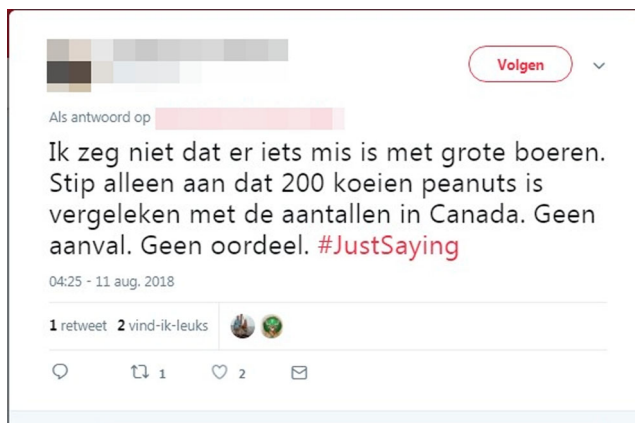 Volgen
Als antwoord op
Ik zeg niet dat er iets mis is met grote boeren.
Stip alleen aan dat 200 koeien peanuts is
vergeleken met de aantallen in Canada. Geen
aanval. Geen oordeel. #JustSaying
04:25 - 11 aug. 2018
1 retweet 2 vind-ik-leuks
1 2